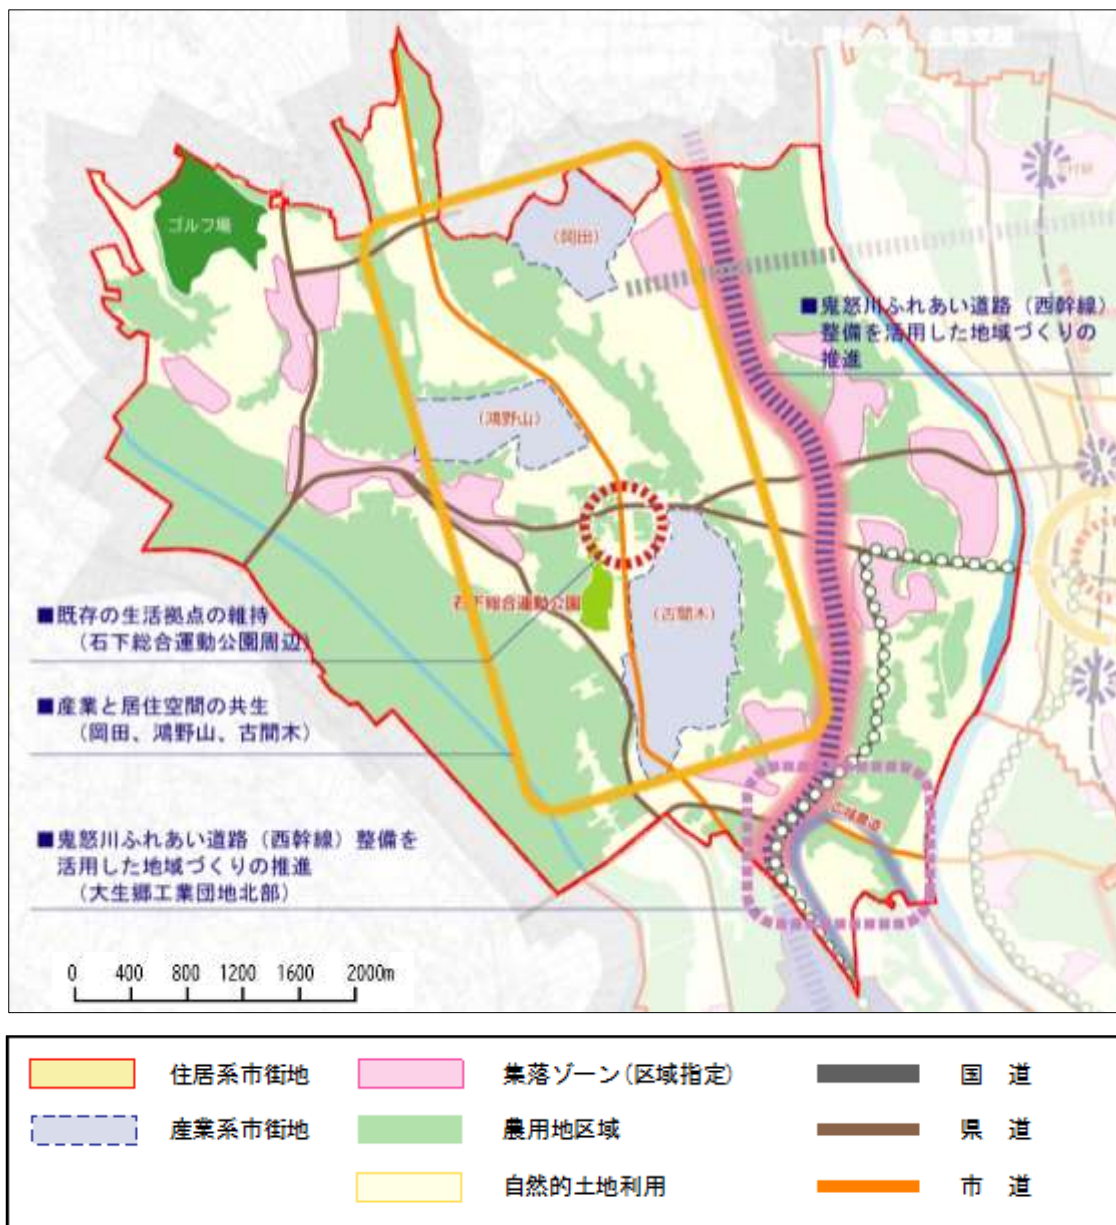 ゴルフ場
(岡田)
■鬼怒川ふれあい道路(西幹線)
整備を活用した地域づくりの
推進
(鴻野山)
石下総合運動公園
(古間木)
■既存の生活拠点の維持
(石下総合運動公園周辺)
■産業と居住空間の共生
(岡田、鴻野山、古間木)
■鬼怒川ふれあい道路(西幹線)整備を
活用した地域づくりの推進
(大生郷工業団地北部)
0 400 800 1200 1600 2000m
住居系市街地 集落ゾーン(区域指定) 国 道
産業系市街地 農用地区域 県 道
自然的土地利用 市 道